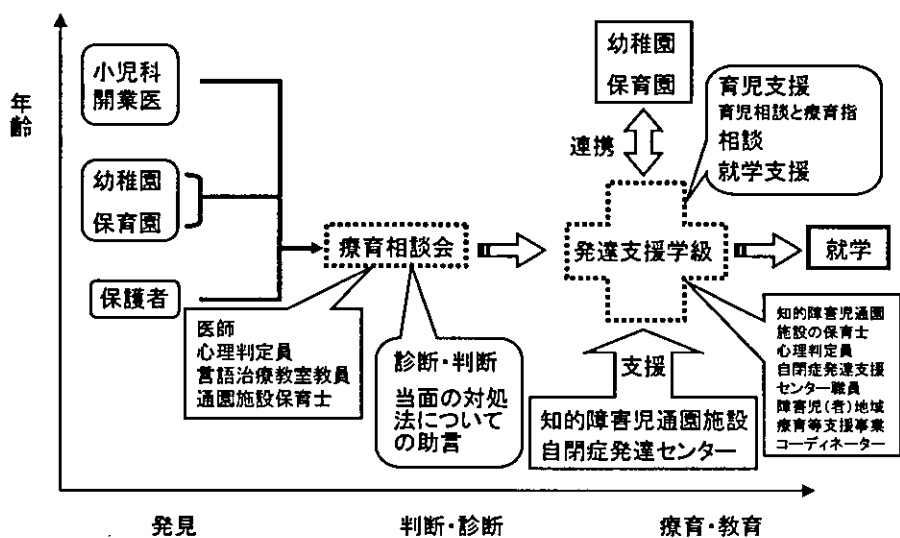 年齢
小児科
開業医
幼稚園
保育園
保護者
療育相談会
医師
心理判定員
言語治療教室教員
通園施設保育士
診断・判断
当面の対処
法について
の助言
幼稚園
保育園
連携
育児支援
育児相談と療育指
相談
就学支援
発達支援学級
就学
支援
知的障害児通園施設
自閉症発達センター
知的障害児通園
施設の保育士
心理判定員
自閉症発達支援
センター職員
障害児(者)地域
療育等支援事業
コーディネーター
発見
判断・診断
療育・教育